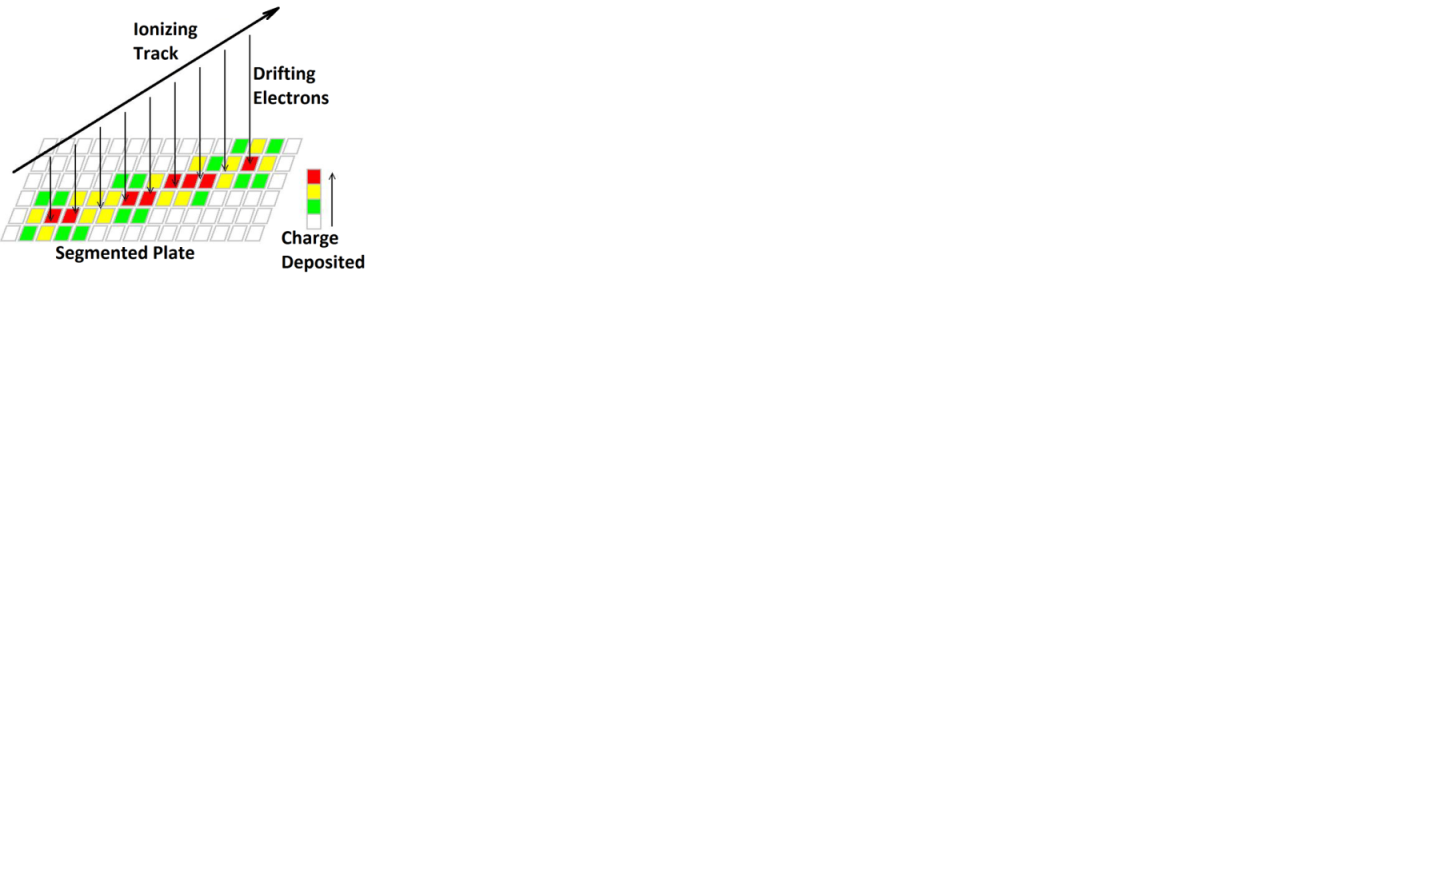 Ionizing
Track
Drifting
Electrons
Segmented Plate
Charge
Deposited